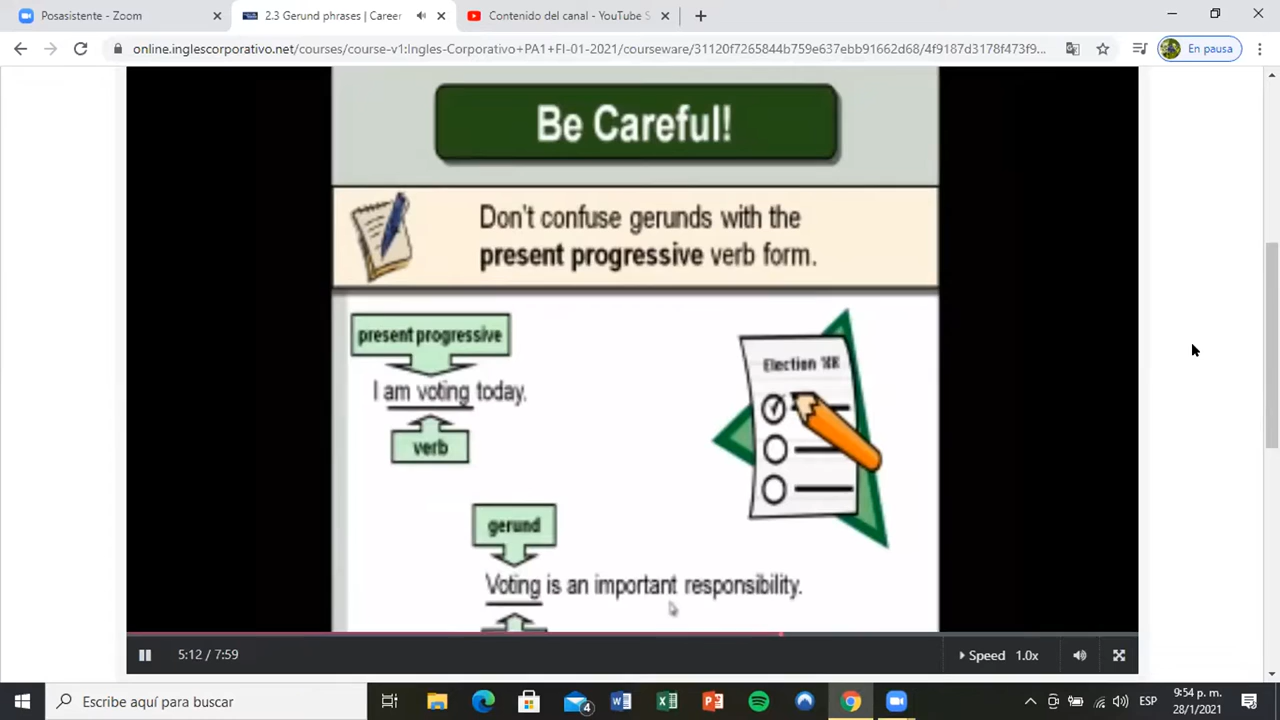 Posasistente - Zoom
2.3 Gerund phrases | Career
Contenido del canal - YouTube S
online.inglescorporativo.net/courses/course-v1:Ingles-Corporativo+PA1+FI-01-2021/courseware/31120f7265844b759e637ebb91662d68/4f9187d3178f473f9...
En pausa
Be Careful!
Don't confuse gerunds with the
present progressive verb form.
present progressive
I am voting today.
verb
Election
gerund
Voting is an important responsibility.
5:12 / 7:59
Speed 1.0x
Escribe aquí para buscar
4
ESP
9:54 p. m.
28/1/2021